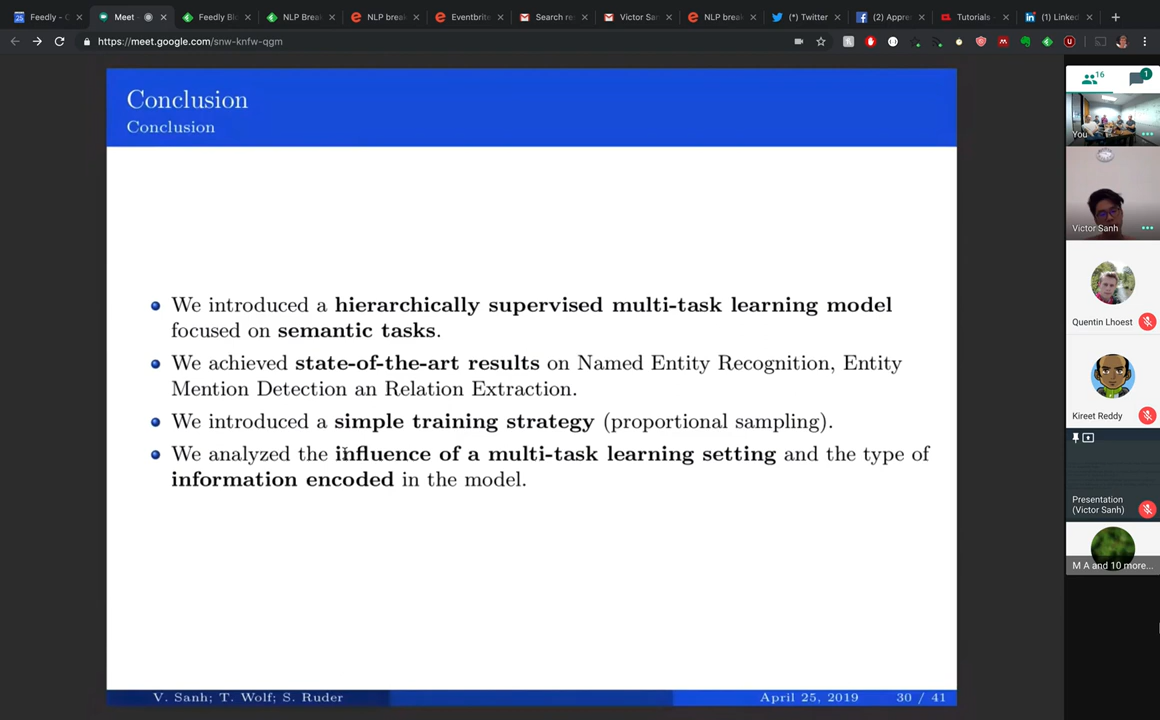 Feedly - C
Meet
Feedly Bl
NLP Break
NLP break
Eventbrite
Search re
Victor San
NLP break
(*) Twitter
(2) Appre
Tutorials
(1) Linked
https://meet.google.com/snw-knfw-qgm
Conclusion
Conclusion
We introduced a hierarchically supervised multi-task learning model
focused on semantic tasks.
We achieved state-of-the-art results on Named Entity Recognition, Entity
Mention Detection an Relation Extraction.
We introduced a simple training strategy (proportional sampling).
We analyzed the influence of a multi-task learning setting and the type of
information encoded in the model.
V. Sanh; T. Wolf; S. Ruder
April 25, 2019
30 / 41
16
1
You
Victor Sanh
Quentin Lhoest
Kireet Reddy
Presentation
(Victor Sanh)
M A and 10 more...